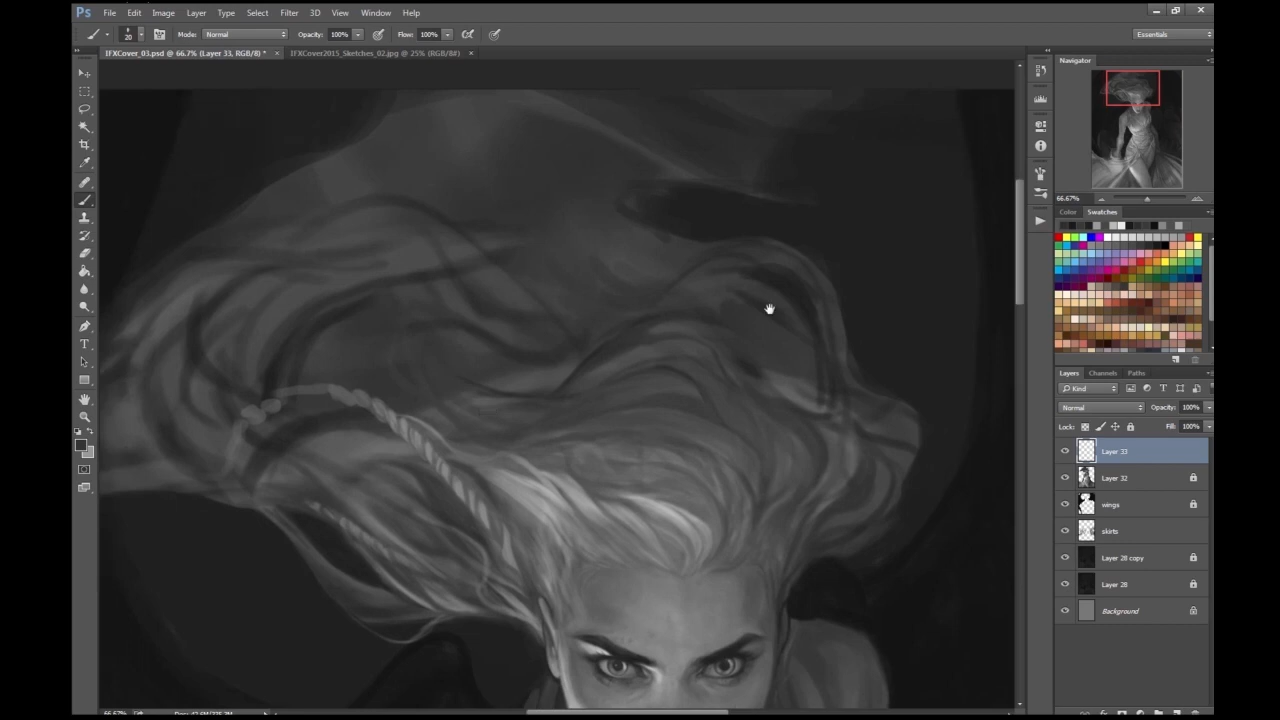 Ps File Edit Image Layer Type Select Filter 3D View Window Help
20 Mode: Normal Opacity: 100% Flow: 100% Essentials
IFXCover_03.psd @ 66.7% (Layer 33, RGB/8) * × IFXCover2015_Sketches_02.jpg @ 25% (RGB/8#) ×
Navigator
66.67%
Color Swatches
Layers Channels Paths
Kind
Normal Opacity: 100%
Lock: Fill: 100%
Layer 33
Layer 32
wings
skirts
Layer 28 copy
Layer 28
Background
66.67%